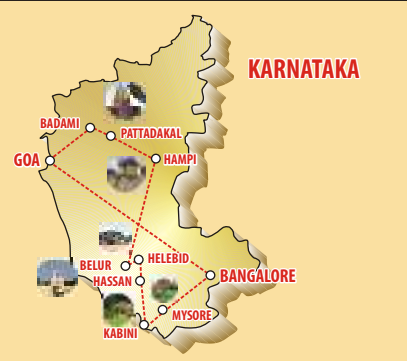 KARNATAKA
BADAMI
PATTADAKAL
GOA
HAMPI
HELEBID
BELUR
HASSAN
BANGALORE
MYSORE
KABINI